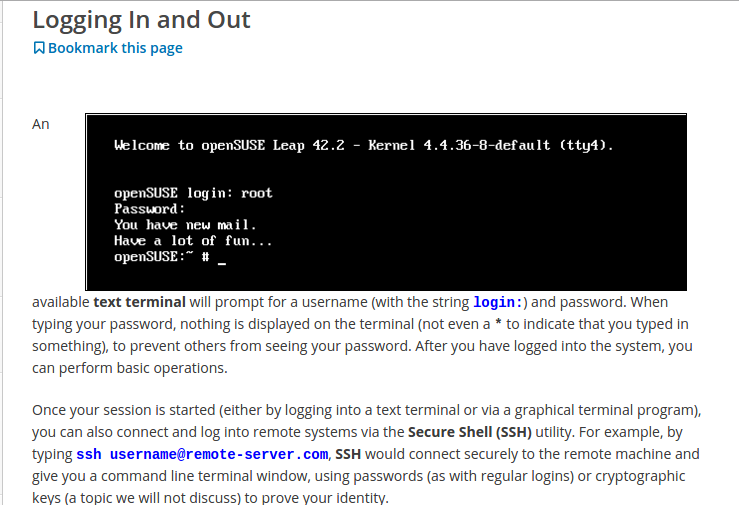 Logging In and Out
Bookmark this page
An
Welcome to openSUSE Leap 42.2 - Kernel 4.4.36-8-default (tty4).
openSUSE login: root
Password:
You have new mail.
Have a lot of fun...
openSUSE:~ # _
available text terminal will prompt for a username (with the string login:) and password. When
typing your password, nothing is displayed on the terminal (not even a * to indicate that you typed in
something), to prevent others from seeing your password. After you have logged into the system, you
can perform basic operations.
Once your session is started (either by logging into a text terminal or via a graphical terminal program),
you can also connect and log into remote systems via the Secure Shell (SSH) utility. For example, by
typing ssh username@remote-server.com, SSH would connect securely to the remote machine and
give you a command line terminal window, using passwords (as with regular logins) or cryptographic
keys (a topic we will not discuss) to prove your identity.